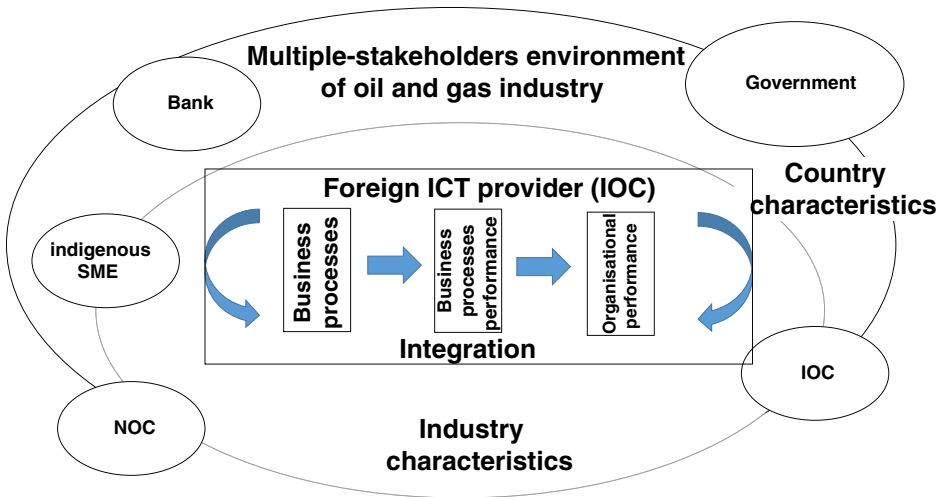 Multiple-stakeholders environment
of oil and gas industry
Bank
Government
Country
characteristics
Foreign ICT provider (IOC)
indigenous
SME
Business
processes
Business
processes
performance
Organisational
performance
Integration
IOC
NOC
Industry
characteristics